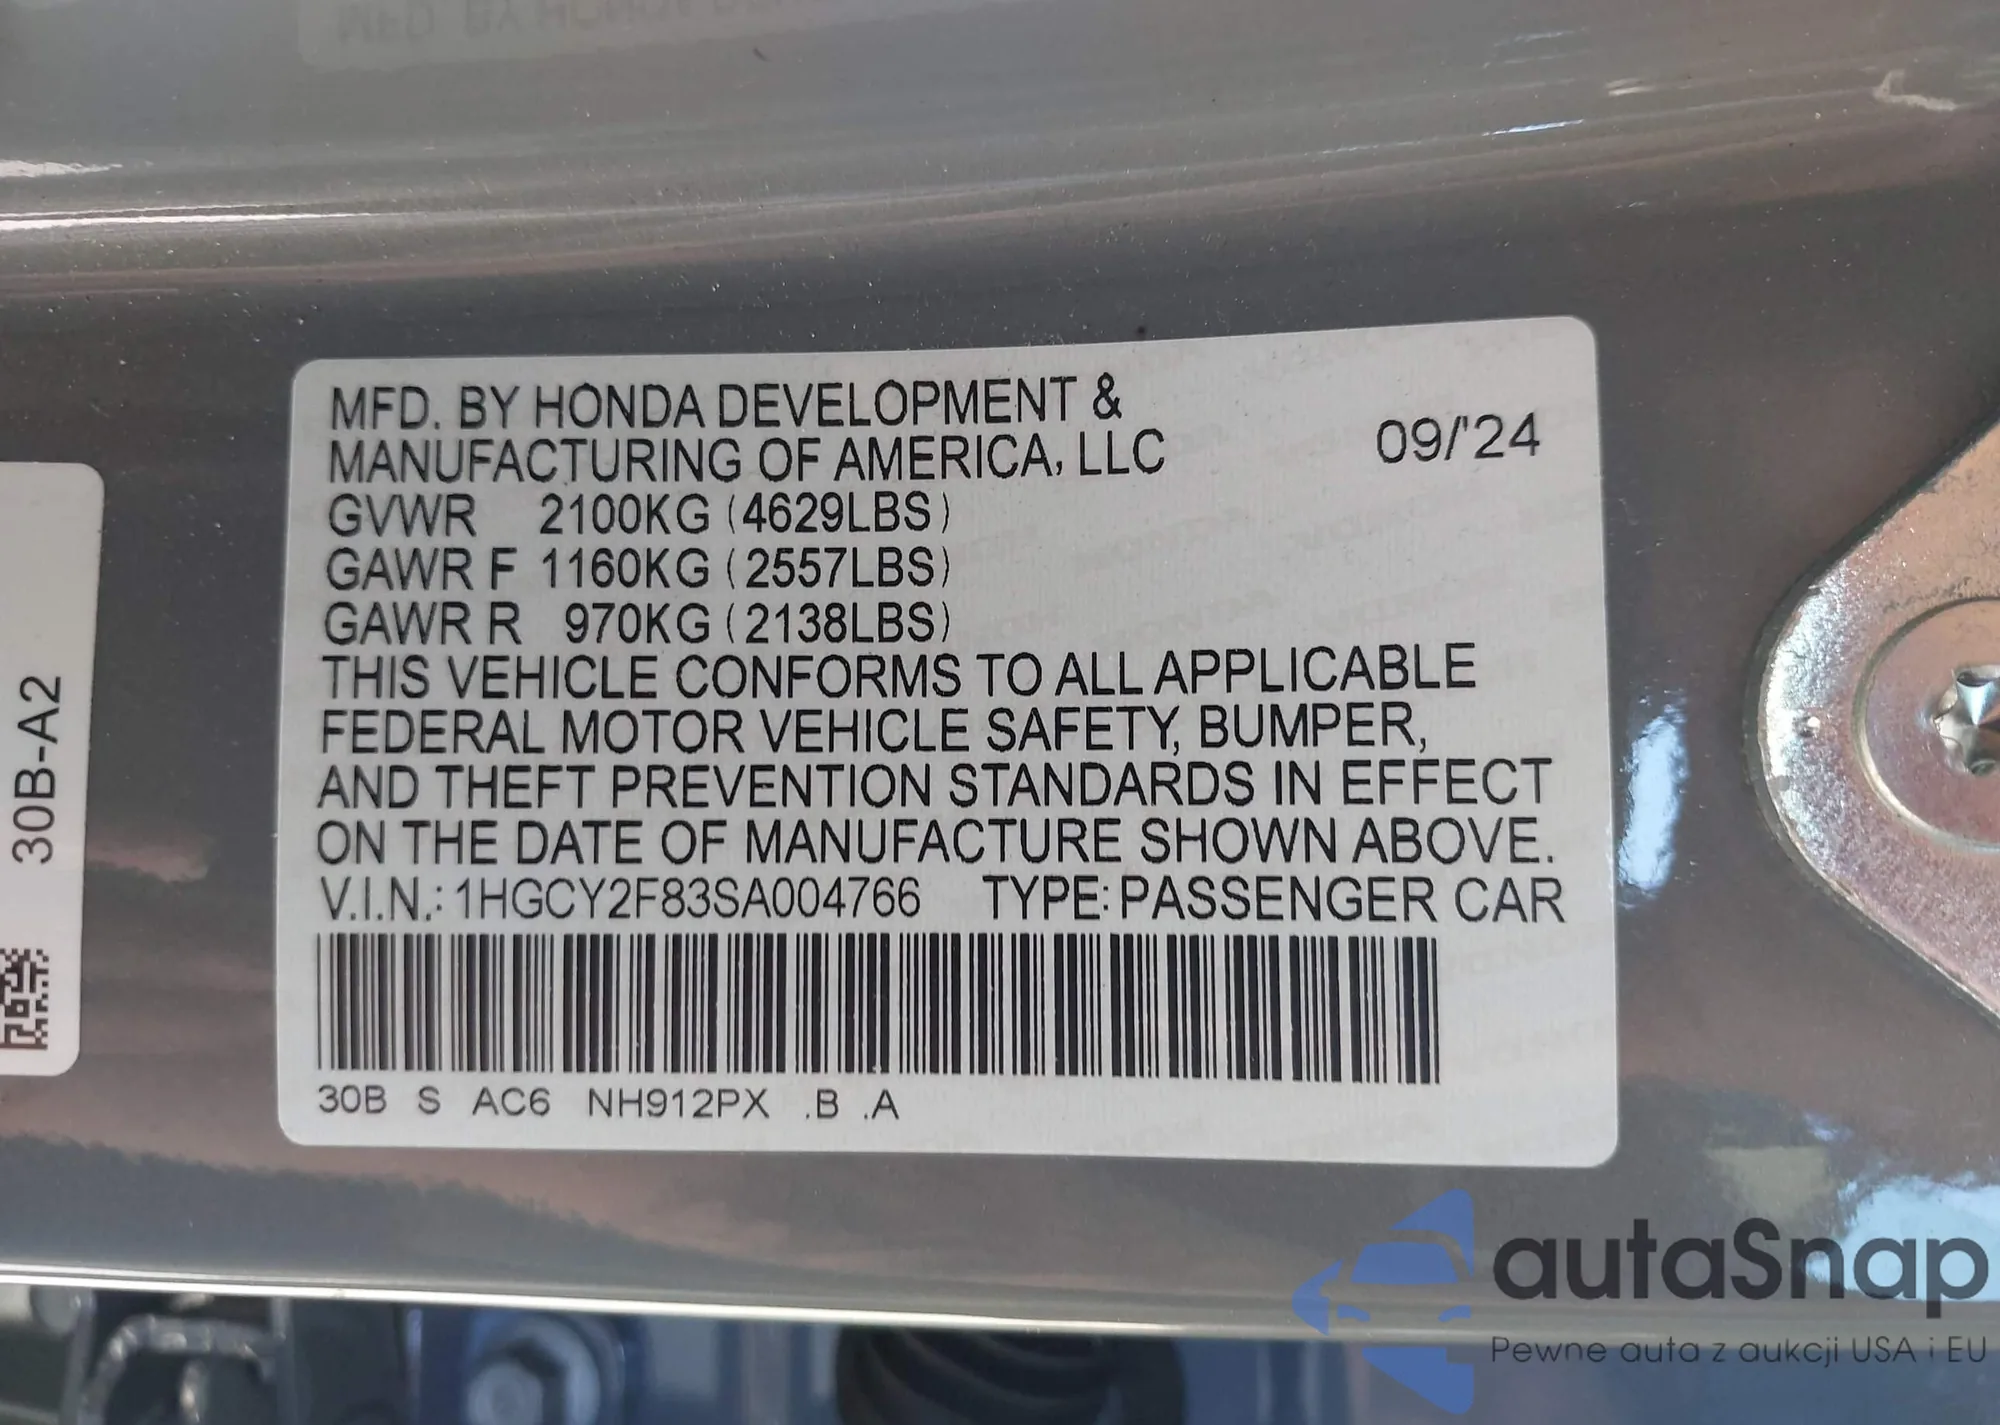 MFD. BY HONDA DEVELOPMENT &
MANUFACTURING OF AMERICA, LLC
09/'24
GVWR 2100KG (4629LBS)
GAWR F 1160KG (2557LBS)
GAWR R 970KG (2138LBS)
THIS VEHICLE CONFORMS TO ALL APPLICABLE
FEDERAL MOTOR VEHICLE SAFETY, BUMPER,
AND THEFT PREVENTION STANDARDS IN EFFECT
ON THE DATE OF MANUFACTURE SHOWN ABOVE.
V.I.N.: 1HGCY2F83SA004766 TYPE: PASSENGER CAR
30B S AC6 NH912PX .B .A
30B-A2
autaSnap
Pewne auta z aukcji USA i EU